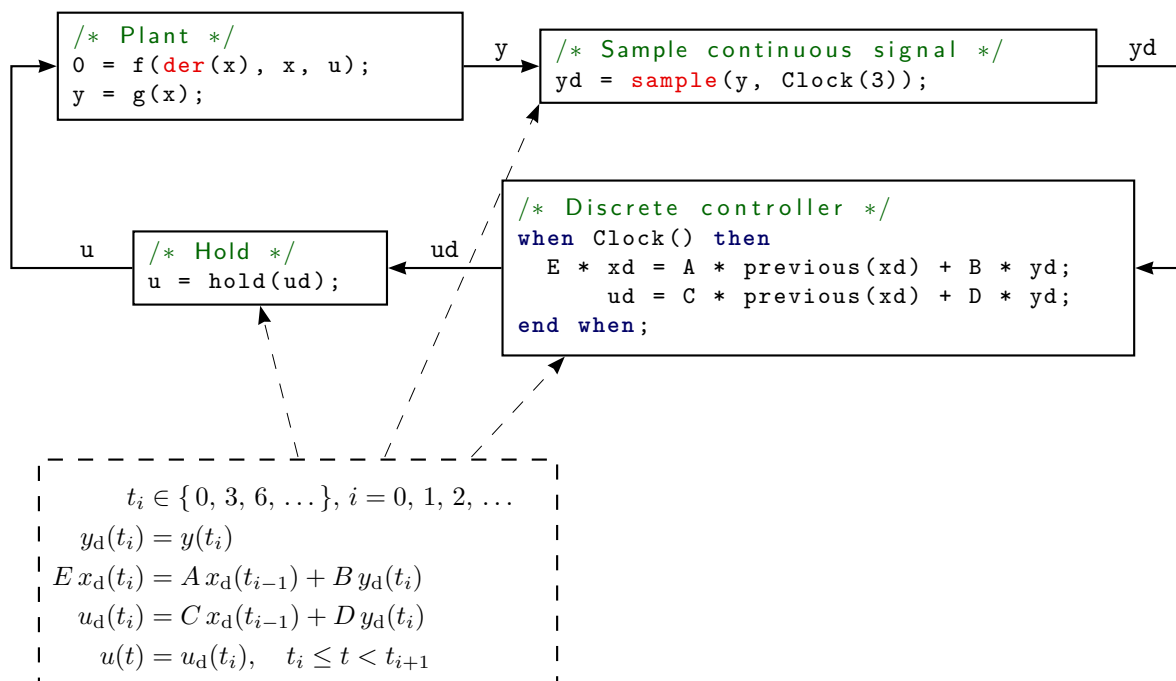 /* Plant */
0 = f(der(x), x, u);
y = g(x);
y
/* Sample continuous signal */
yd = sample(y, Clock(3));
yd
/* Discrete controller */
when Clock() then
  E * xd = A * previous(xd) + B * yd;
      ud = C * previous(xd) + D * yd;
end when;
ud
/* Hold */
u = hold(ud);
u
t_i ∈ { 0, 3, 6, … }, i = 0, 1, 2, …
y_d(t_i) = y(t_i)
E x_d(t_i) = A x_d(t_{i−1}) + B y_d(t_i)
u_d(t_i) = C x_d(t_{i−1}) + D y_d(t_i)
u(t) = u_d(t_i), t_i ≤ t < t_{i+1}